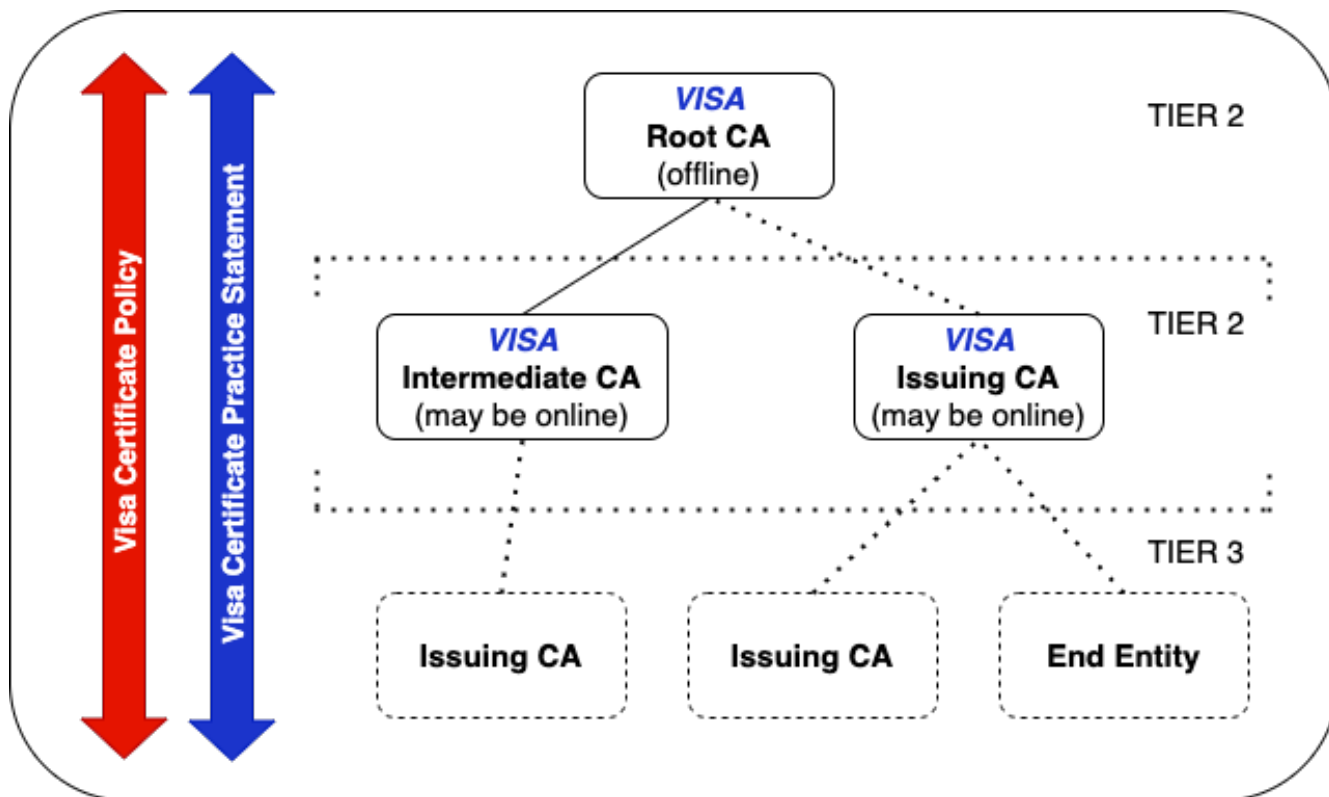 Visa Certificate Policy
Visa Certificate Practice Statement
VISA
Root CA
(offline)
TIER 2
VISA
Intermediate CA
(may be online)
VISA
Issuing CA
(may be online)
TIER 2
TIER 3
Issuing CA
Issuing CA
End Entity